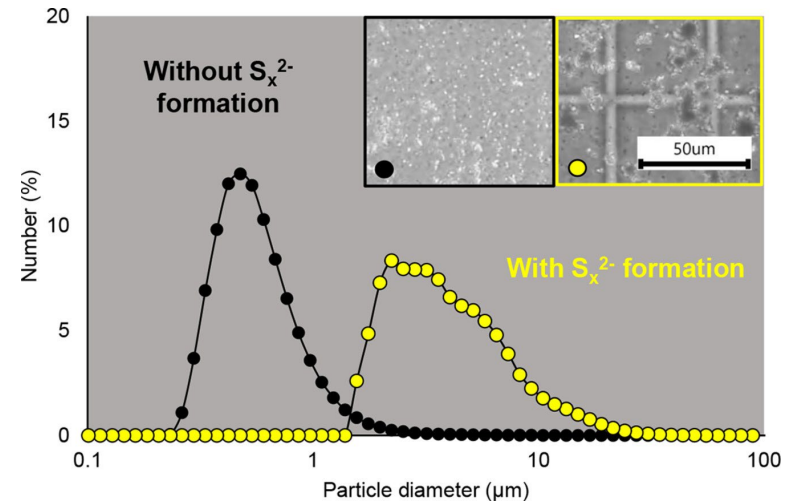 20
15
10
5
0
Number (%)
Without Sₓ²⁻
formation
50um
With Sₓ²⁻ formation
0.1 1 10 100
Particle diameter (μm)